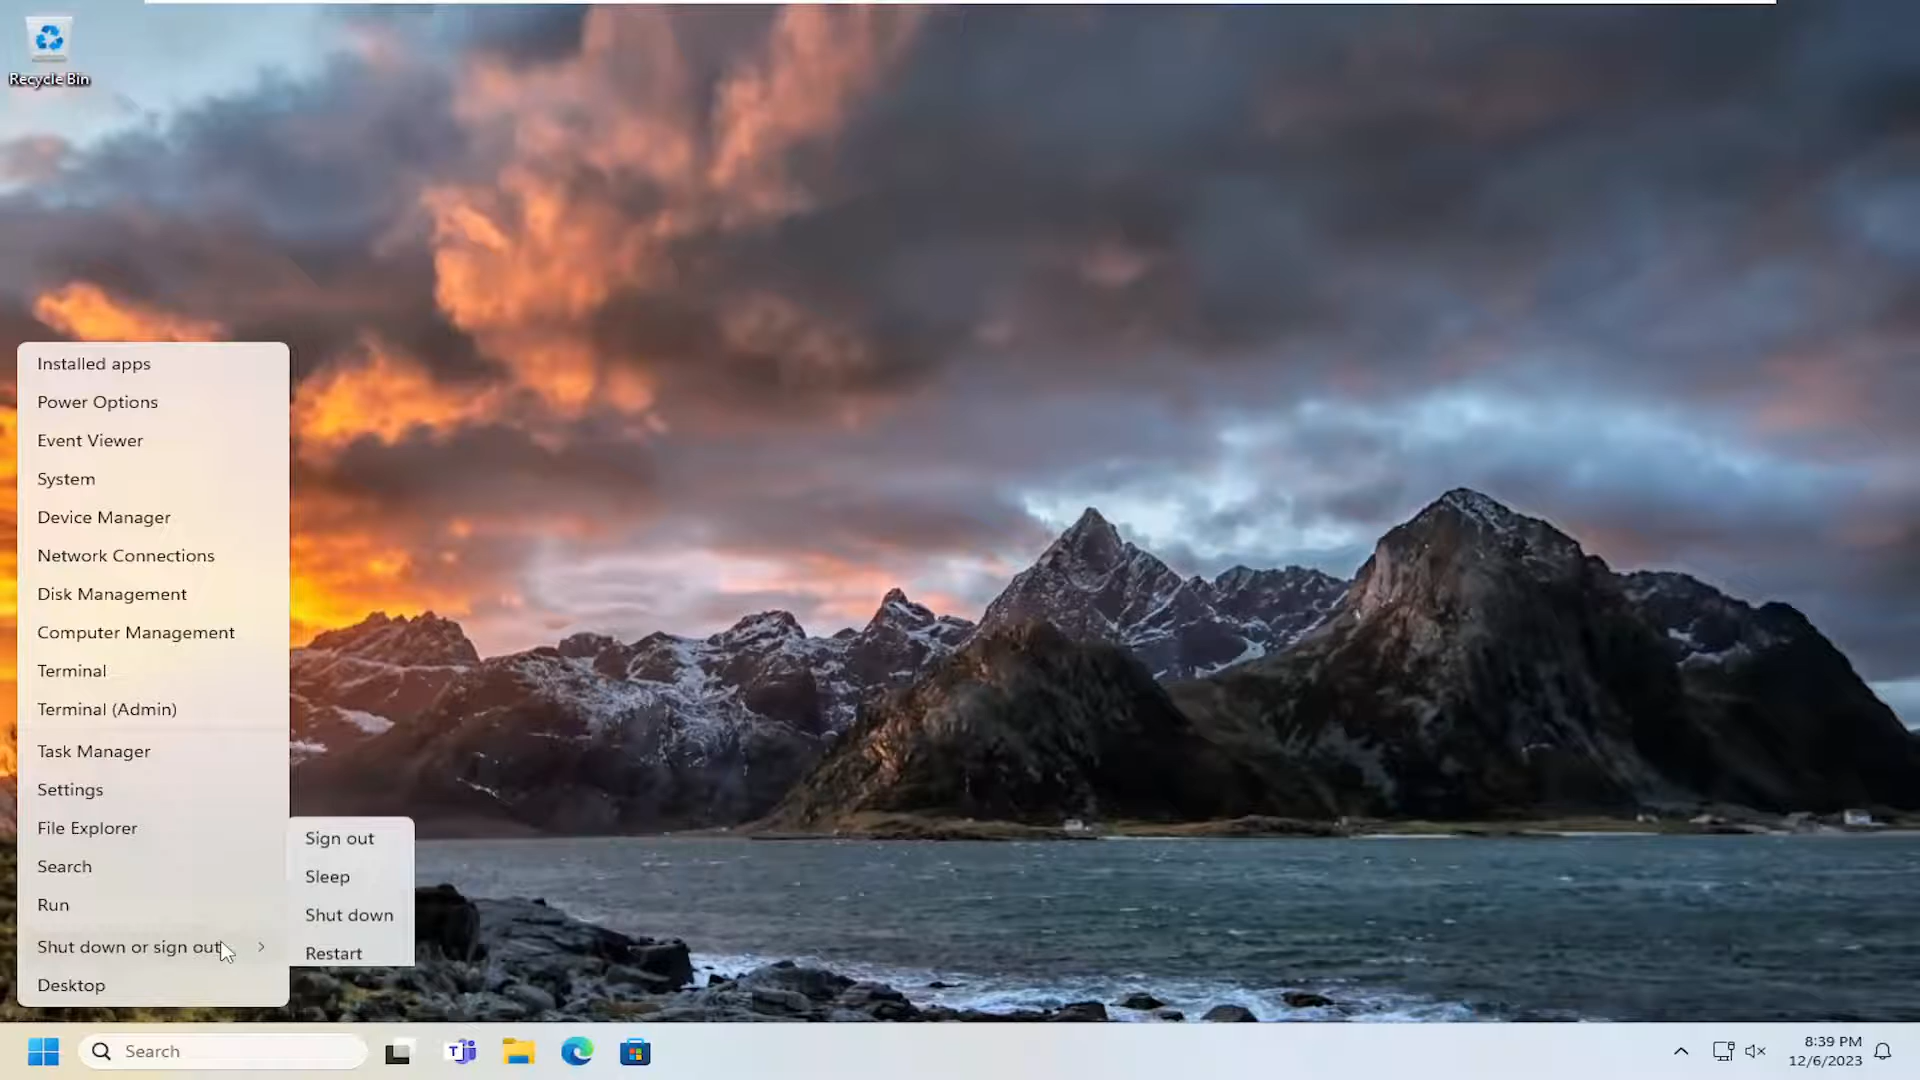 Recycle Bin
Installed apps
Power Options
Event Viewer
System
Device Manager
Network Connections
Disk Management
Computer Management
Terminal
Terminal (Admin)
Task Manager
Settings
File Explorer
Search
Run
Shut down or sign out
Desktop
Sign out
Sleep
Shut down
Restart
Search
8:39 PM
12/6/2023